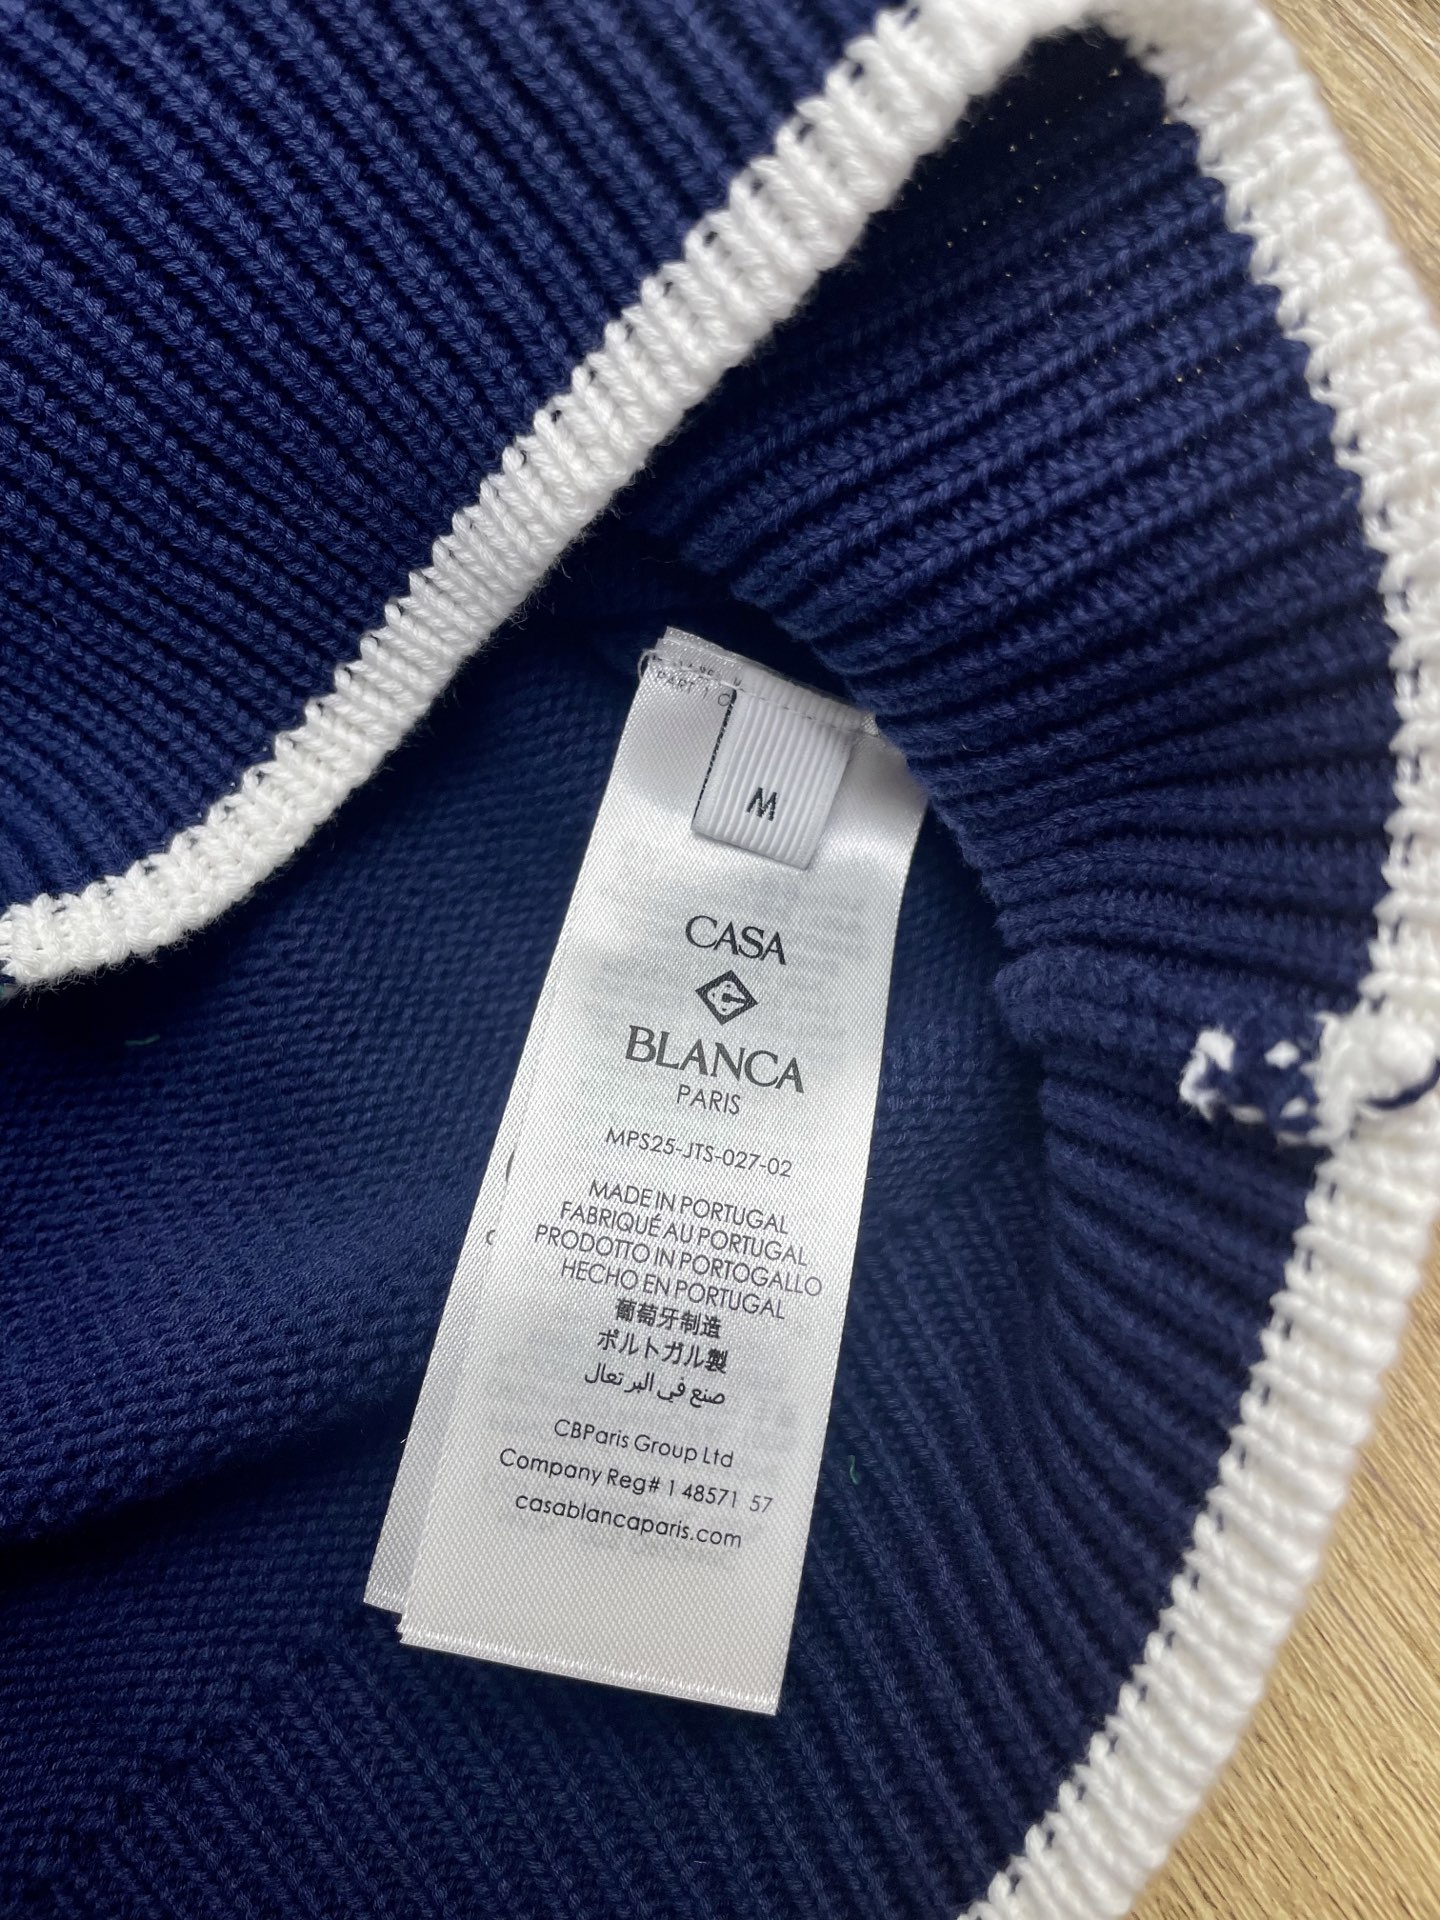 PART 1 O
M
CASA
BLANCA
PARIS
MPS25-JTS-027-02
MADE IN PORTUGAL
FABRIQUÉ AU PORTUGAL
PRODOTTO IN PORTOGALLO
HECHO EN PORTUGAL
葡萄牙制造
ポルトガル製
صنع في البرتغال
CBParis Group Ltd
Company Reg# 1 48571 57
casablancaparis.com